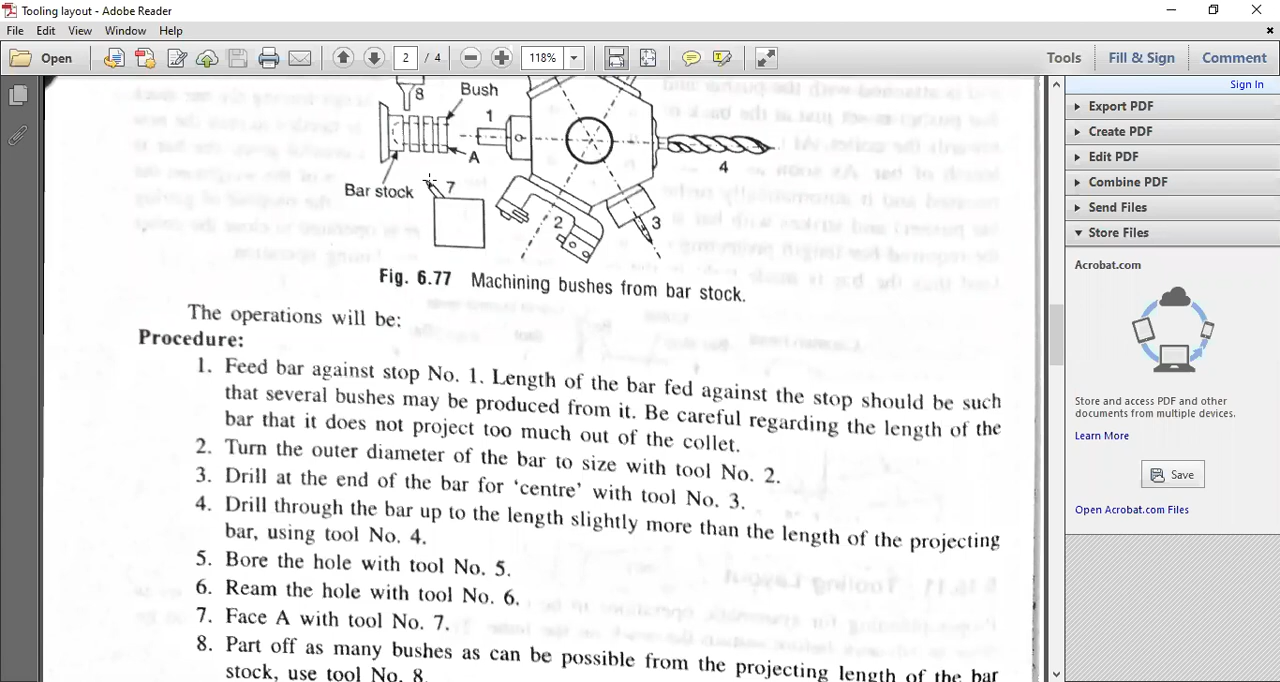 Tooling layout - Adobe Reader
File Edit View Window Help
Open 2 / 4 118% Tools Fill & Sign Comment
Sign In
Export PDF
Create PDF
Edit PDF
Combine PDF
Send Files
Store Files
Acrobat.com
Store and access PDF and other
documents from multiple devices.
Learn More
Save
Open Acrobat.com Files
8 Bush
1
A
4
Bar stock 7
2 3
Fig. 6.77 Machining bushes from bar stock.
The operations will be:
Procedure:
1. Feed bar against stop No. 1. Length of the bar fed against the stop should be such
that several bushes may be produced from it. Be careful regarding the length of the
bar that it does not project too much out of the collet.
2. Turn the outer diameter of the bar to size with tool No. 2.
3. Drill at the end of the bar for ‘centre’ with tool No. 3.
4. Drill through the bar up to the length slightly more than the length of the projecting
bar, using tool No. 4.
5. Bore the hole with tool No. 5.
6. Ream the hole with tool No. 6.
7. Face A with tool No. 7.
8. Part off as many bushes as can be possible from the projecting length of the bar
stock, use tool No. 8.